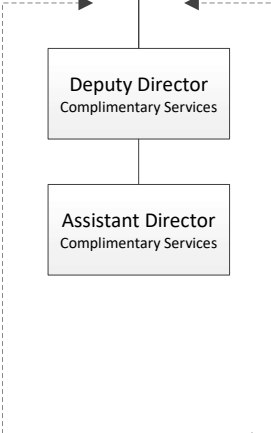 Deputy Director
Complimentary Services
Assistant Director
Complimentary Services